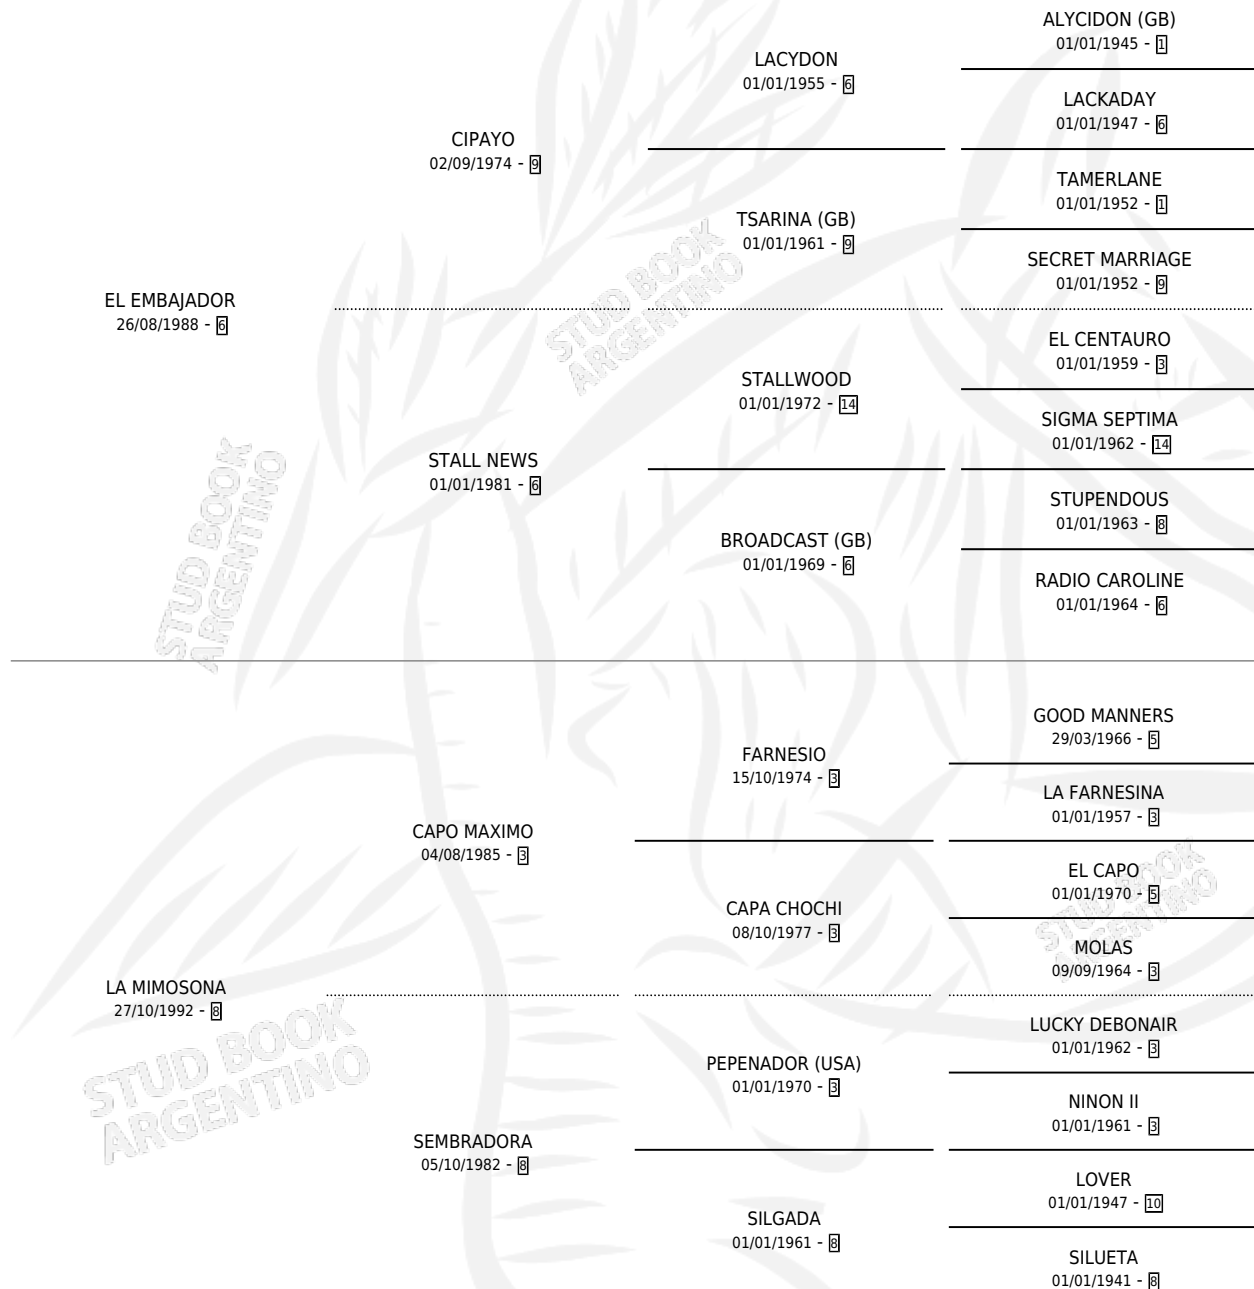 ALYCIDON (GB)
01/01/1945 - 1
LACYDON
01/01/1955 - 6
LACKADAY
01/01/1947 - 6
CIPAYO
02/09/1974 - 9
TAMERLANE
01/01/1952 - 1
TSARINA (GB)
01/01/1961 - 9
SECRET MARRIAGE
01/01/1952 - 9
EL EMBAJADOR
26/08/1988 - 6
STUD BOOK
ARGENTINO
EL CENTAURO
01/01/1959 - 3
STALLWOOD
01/01/1972 - 14
SIGMA SEPTIMA
01/01/1962 - 14
STALL NEWS
01/01/1981 - 6
STUPENDOUS
01/01/1963 - 8
BROADCAST (GB)
01/01/1969 - 6
RADIO CAROLINE
01/01/1964 - 6
STUD BOOK
ARGENTINO
GOOD MANNERS
29/03/1966 - 5
FARNESIO
15/10/1974 - 3
LA FARNESINA
01/01/1957 - 3
CAPO MAXIMO
04/08/1985 - 3
EL CAPO
01/01/1970 - 5
CAPA CHOCHI
08/10/1977 - 3
STUD BOOK
ARGENTINO
MOLAS
09/09/1964 - 3
LA MIMOSONA
27/10/1992 - 8
STUD BOOK
ARGENTINO
LUCKY DEBONAIR
01/01/1962 - 3
PEPENADOR (USA)
01/01/1970 - 3
NINON II
01/01/1961 - 3
SEMBRADORA
05/10/1982 - 8
LOVER
01/01/1947 - 10
SILGADA
01/01/1961 - 8
SILUETA
01/01/1941 - 8